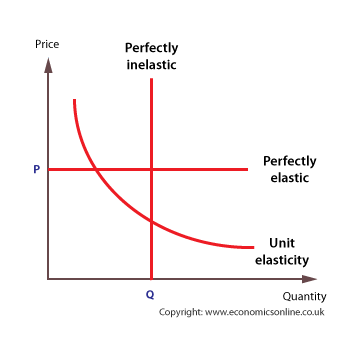 Price
Perfectly
inelastic
P
Perfectly
elastic
Unit
elasticity
Q
Quantity
Copyright: www.economicsonline.co.uk